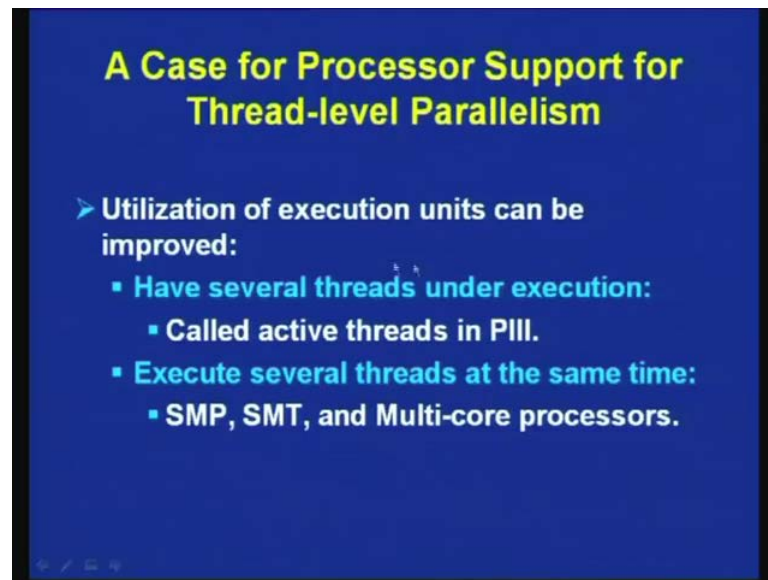 A Case for Processor Support for
Thread-level Parallelism
➢ Utilization of execution units can be
improved:
▪ Have several threads under execution:
▪ Called active threads in PIII.
▪ Execute several threads at the same time:
▪ SMP, SMT, and Multi-core processors.